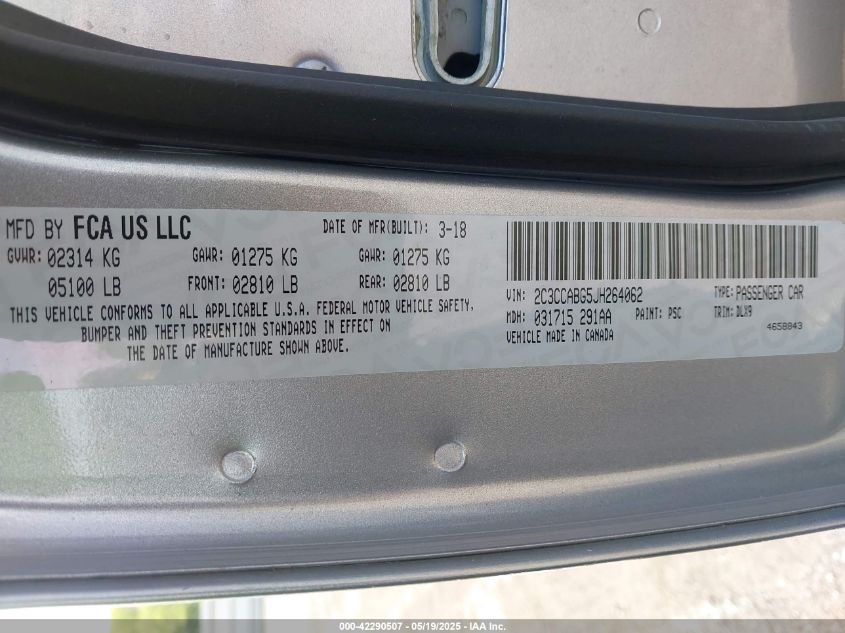 MFD BY FCA US LLC DATE OF MFR(BUILT): 3-18
GVWR: 02314 KG GAWR: 01275 KG GAWR: 01275 KG
05100 LB FRONT: 02810 LB REAR: 02810 LB
THIS VEHICLE CONFORMS TO ALL APPLICABLE U.S.A. FEDERAL MOTOR VEHICLE SAFETY,
BUMPER AND THEFT PREVENTION STANDARDS IN EFFECT ON
THE DATE OF MANUFACTURE SHOWN ABOVE.
VIN: 2C3CCABG5JH264062 TYPE: PASSENGER CAR
MDH: 031715 291AA PAINT: PSC TRIM: DLX9
VEHICLE MADE IN CANADA 4658843
000-42290507 - 05/19/2025 - IAA Inc.